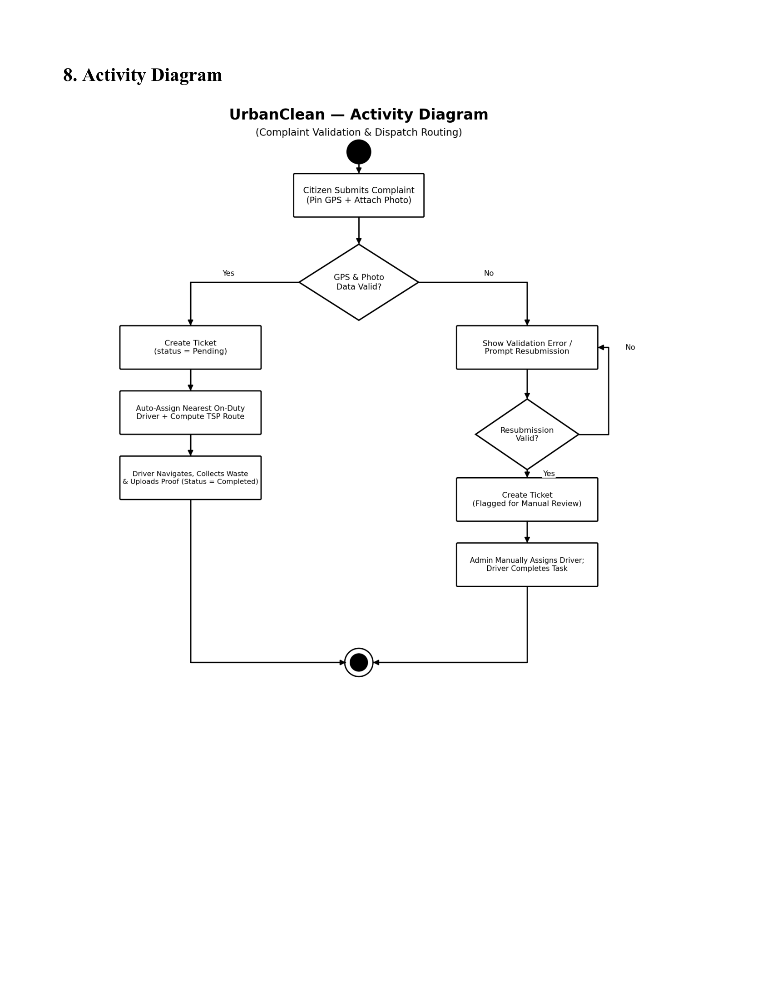 8. Activity Diagram
UrbanClean — Activity Diagram
(Complaint Validation & Dispatch Routing)
Citizen Submits Complaint
(Pin GPS + Attach Photo)
Yes
No
GPS & Photo
Data Valid?
Create Ticket
(status = Pending)
Show Validation Error /
Prompt Resubmission
No
Auto-Assign Nearest On-Duty
Driver + Compute TSP Route
Resubmission
Valid?
Driver Navigates, Collects Waste
& Uploads Proof (Status = Completed)
Yes
Create Ticket
(Flagged for Manual Review)
Admin Manually Assigns Driver;
Driver Completes Task